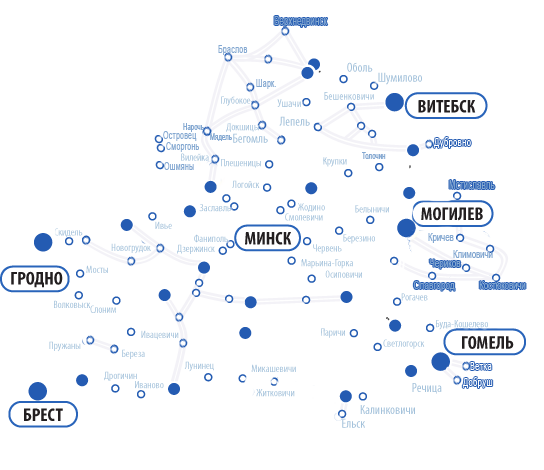 Верхнедвинск
Браслов
Оболь
Шумилово
Шарк.
Бешенковичи
Глубокое
Ушачи
ВИТЕБСК
Лепель
Нарочь
Докшицы
Островец
Мядель
Бегомль
Дубровно
Сморгонь
Вилейка
Плешеницы
Толочин
Ошмяны
Крупки
Логойск
Мстиславль
Заславль
Жодино
Смолевичи
Белыничи
МОГИЛЕВ
Ивье
Скидель
Фаниполь
МИНСК
Березино
Кричев
Новогрудок
Дзержинск
Червень
Климовичи
Мосты
Марьина-Горка
Чериков
ГРОДНО
Осиповичи
Славгород
Костюковичи
Волковыск
Слоним
Рогачев
Буда-Кошелево
Ивацевичи
Паричи
Пружаны
Светлогорск
ГОМЕЛЬ
Береза
Лунинец
Микашевичи
Ветка
Дрогичин
Иваново
Житковичи
Речица
Добруш
БРЕСТ
Калинковичи
Ельск